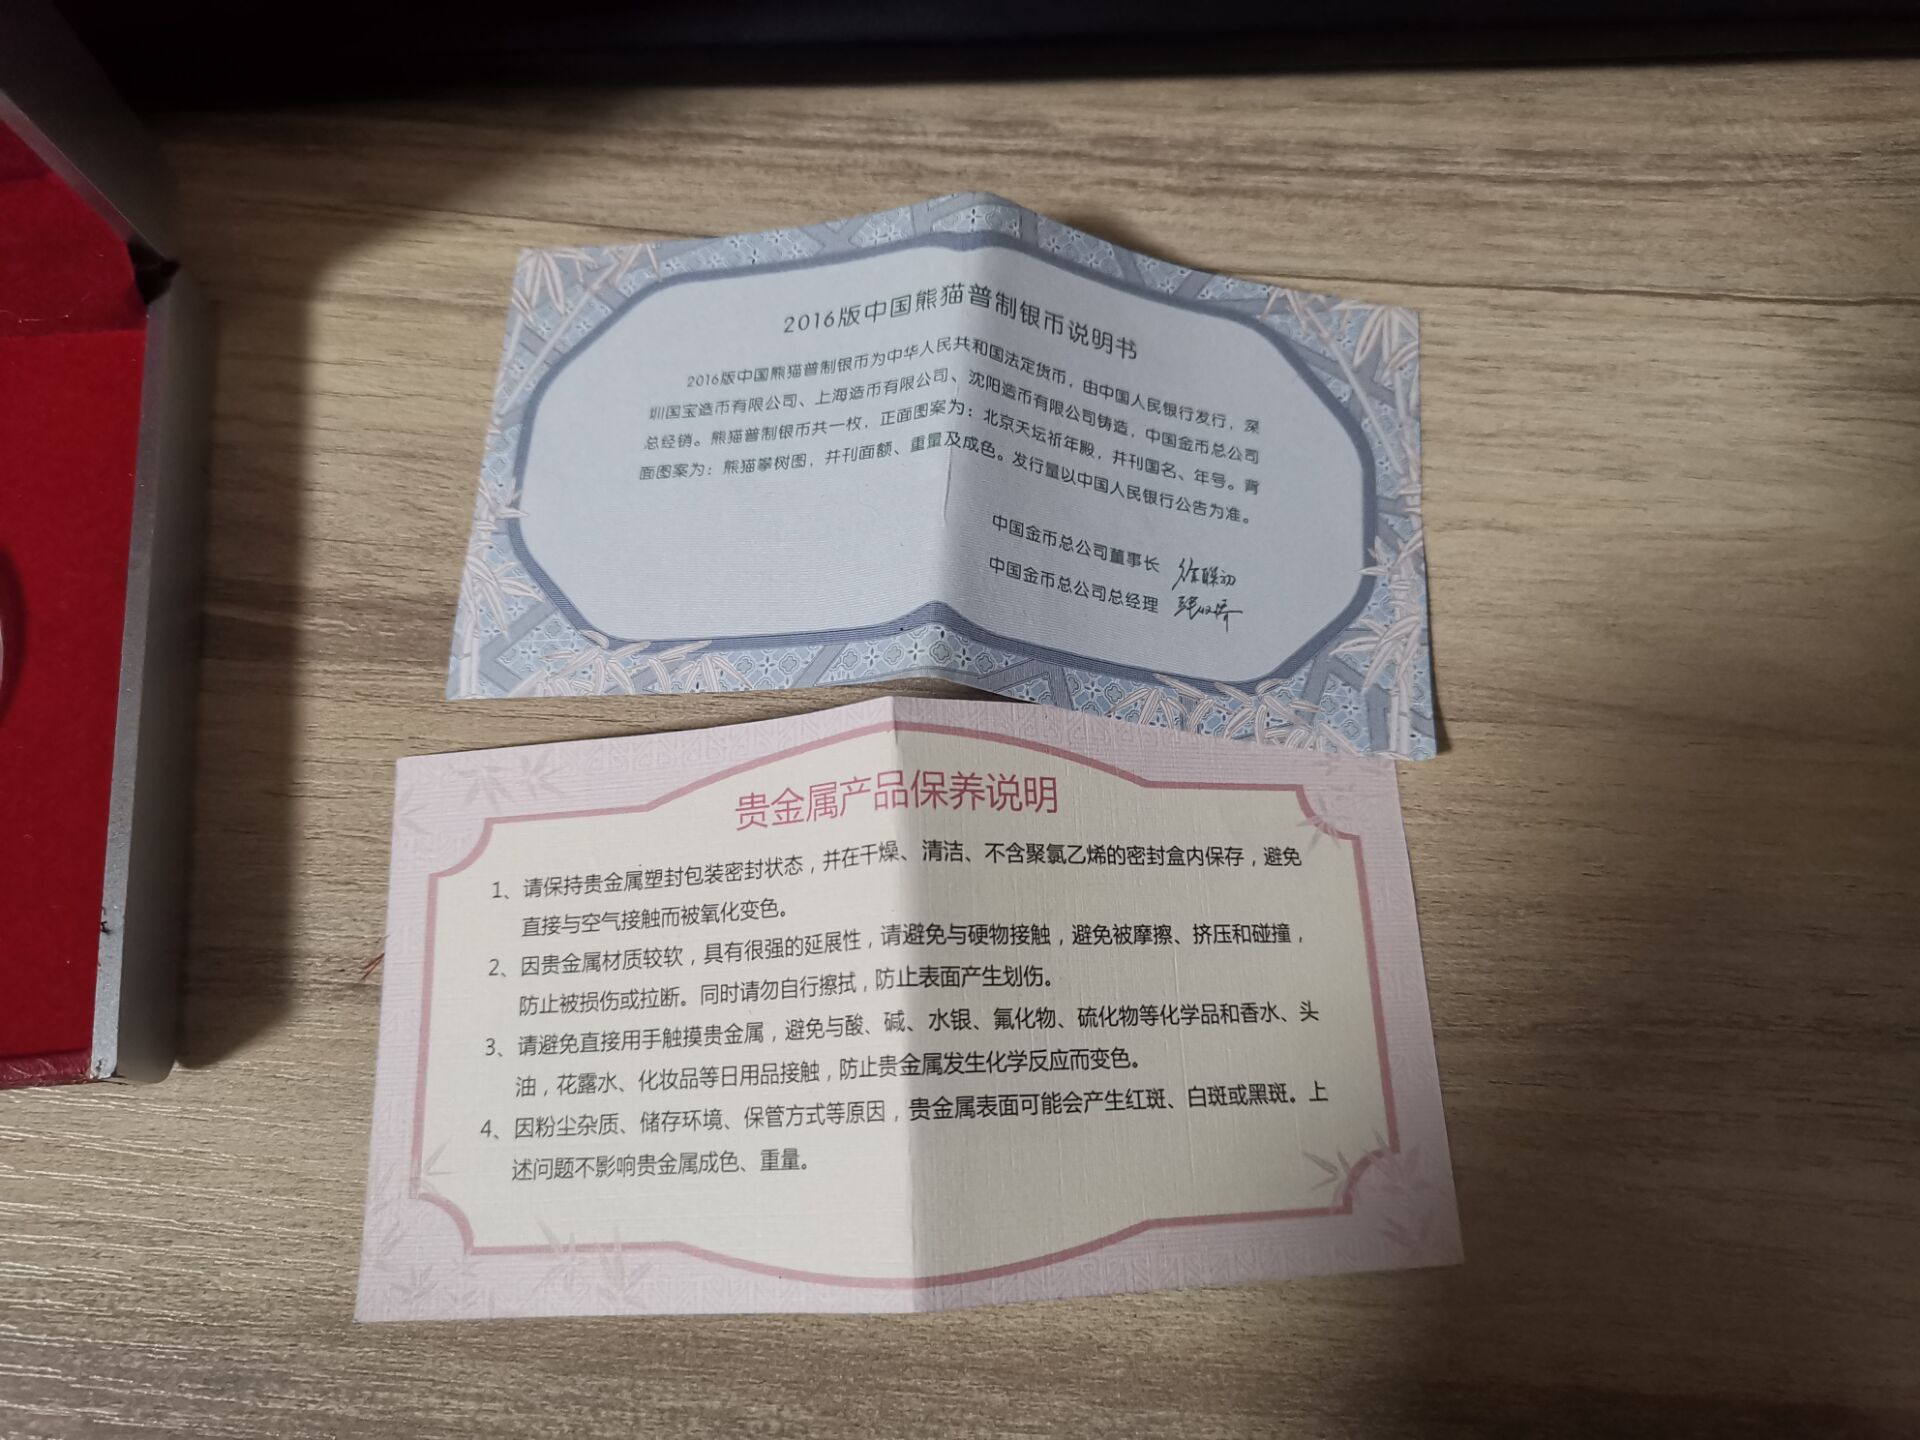 2016版中国熊猫普制银币说明书
2016版中国熊猫普制银币为中华人民共和国法定货币，由中国人民银行发行，深
圳国宝造币有限公司、上海造币有限公司、沈阳造币有限公司铸造，中国金币总公司
总经销。熊猫普制银币共一枚，正面图案为：北京天坛祈年殿，并刊国名、年号。背
面图案为：熊猫攀树图，并刊面额、重量及成色。发行量以中国人民银行公告为准。
中国金币总公司董事长
中国金币总公司总经理
贵金属产品保养说明
1、请保持贵金属塑封包装密封状态，并在干燥、清洁、不含聚氯乙烯的密封盒内保存，避免
直接与空气接触而被氧化变色。
2、因贵金属材质较软，具有很强的延展性，请避免与硬物接触，避免被摩擦、挤压和碰撞，
防止被损伤或拉断。同时请勿自行擦拭，防止表面产生划伤。
3、请避免直接用手触摸贵金属，避免与酸、碱、水银、氟化物、硫化物等化学品和香水、头
油，花露水、化妆品等日用品接触，防止贵金属发生化学反应而变色。
4、因粉尘杂质、储存环境、保管方式等原因，贵金属表面可能会产生红斑、白斑或黑斑。上
述问题不影响贵金属成色、重量。